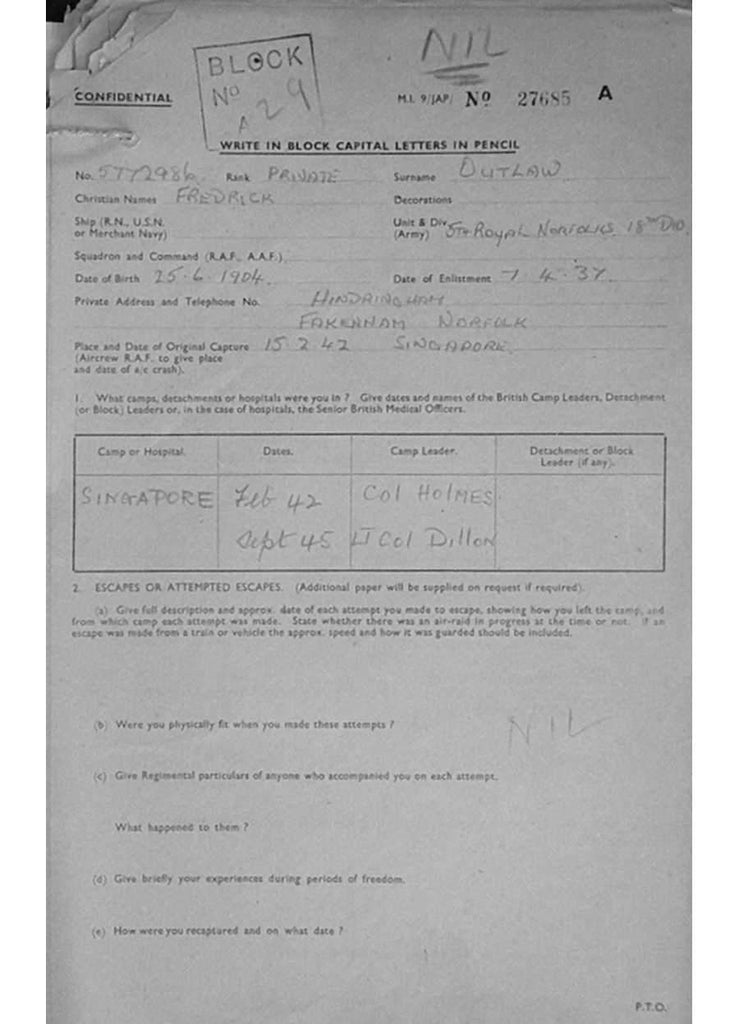 NIL
BLOCK
No
A 29
CONFIDENTIAL
M.I. 9/JAP/ No 27685 A
WRITE IN BLOCK CAPITAL LETTERS IN PENCIL
No. 5772986. Rank PRIVATE Surname OUTLAW
Christian Names FREDRICK Decorations
Ship (R.N., U.S.N. or Merchant Navy) Unit & Div. (Army) 5TH ROYAL NORFOLKS. 18TH DIV.
Squadron and Command (R.A.F., A.A.F.)
Date of Birth 25.6.1904. Date of Enlistment 7.4.37.
Private Address and Telephone No. HINDRINGHAM
FAKENHAM NORFOLK
Place and Date of Original Capture 15.2.42 SINGAPORE.
(Aircrew R.A.F. to give place
and date of a/c crash).
1. What camps, detachments or hospitals were you in ? Give dates and names of the British Camp Leaders, Detachment
(or Block) Leaders or, in the case of hospitals, the Senior British Medical Officers.
Camp or Hospital. Dates. Camp Leader. Detachment or Block
Leader (if any).
SINGAPORE Feb 42 Col HOLMES
Sept 45 LT Col DILLON
2. ESCAPES OR ATTEMPTED ESCAPES. (Additional paper will be supplied on request if required).
(a) Give full description and approx. date of each attempt you made to escape, showing how you left the camp, and
from which camp each attempt was made. State whether there was an air-raid in progress at the time or not. If an
escape was made from a train or vehicle the approx. speed and how it was guarded should be included.
(b) Were you physically fit when you made these attempts ? NIL
(c) Give Regimental particulars of anyone who accompanied you on each attempt.
What happened to them ?
(d) Give briefly your experiences during periods of freedom.
(e) How were you recaptured and on what date ?
P.T.O.